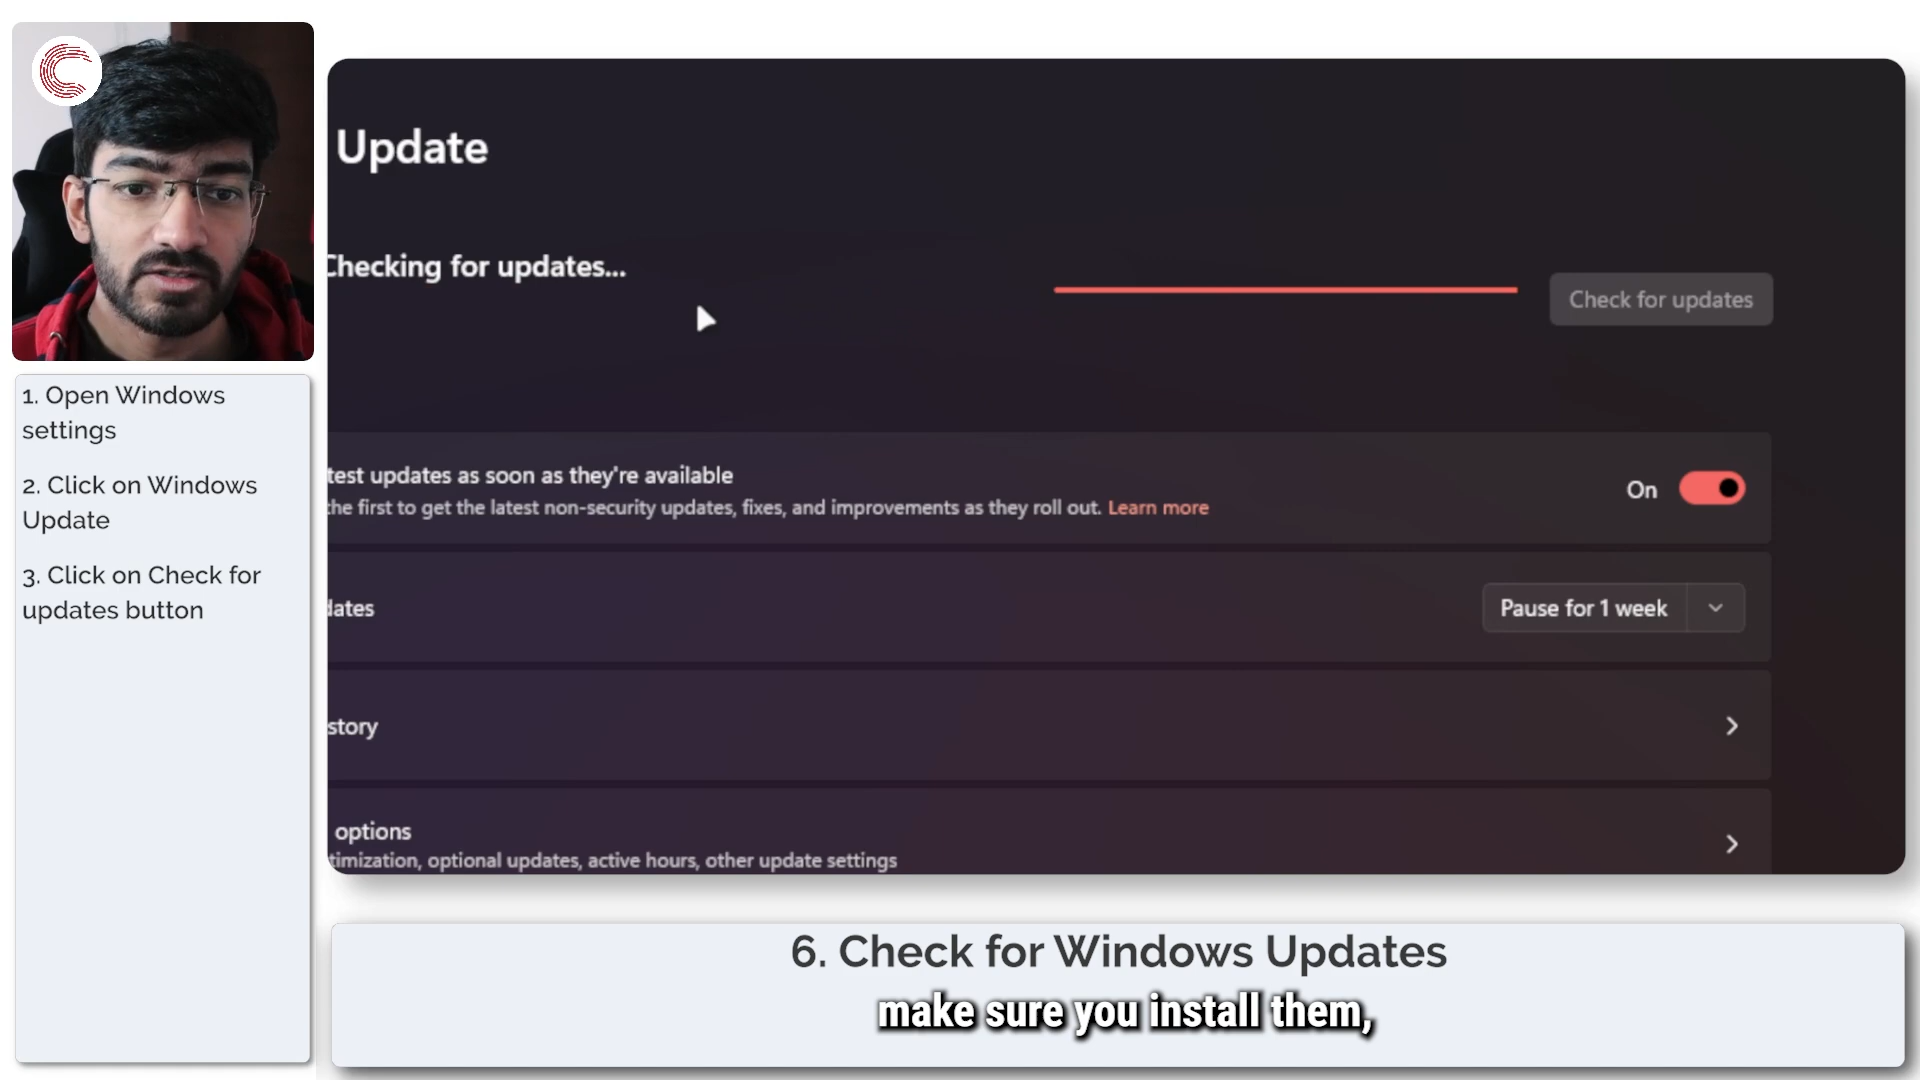 1. Open Windows
settings
2. Click on Windows
Update
3. Click on Check for
updates button
Update
Checking for updates...
Check for updates
test updates as soon as they're available
the first to get the latest non-security updates, fixes, and improvements as they roll out. Learn more
On
dates
Pause for 1 week
story
options
timization, optional updates, active hours, other update settings
6. Check for Windows Updates
make sure you install them,